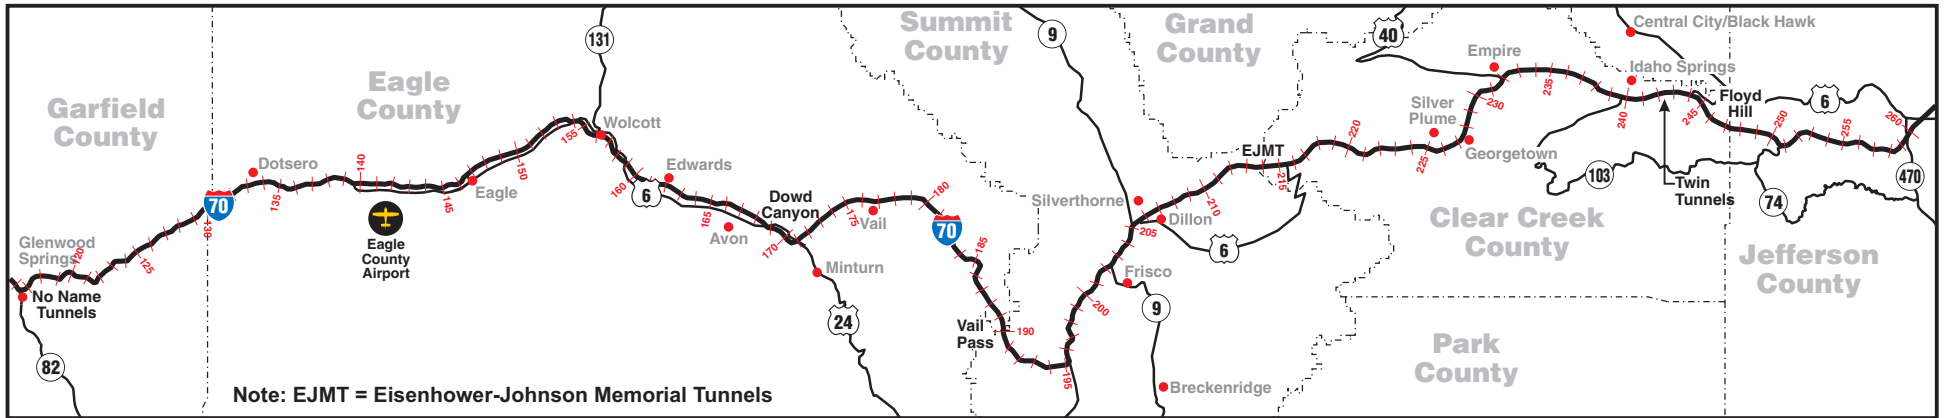 Garfield
County
Eagle
County
Summit
County
Grand
County
Clear Creek
County
Park
County
Jefferson
County
Glenwood
Springs
No Name
Tunnels
82
120
125
130
70
Dotsero
135
140
Eagle
County
Airport
145
Eagle
150
155
131
Wolcott
160
6
Edwards
165
Avon
Dowd
Canyon
170
Minturn
24
175
Vail
180
70
185
Vail
Pass
190
195
200
Frisco
9
Breckenridge
9
Silverthorne
205
Dillon
6
210
EJMT
215
220
225
Silver
Plume
Georgetown
230
Empire
40
235
Central City/Black Hawk
Idaho Springs
240
103
Twin
Tunnels
245
Floyd
Hill
6
250
74
255
260
470
Note: EJMT = Eisenhower-Johnson Memorial Tunnels